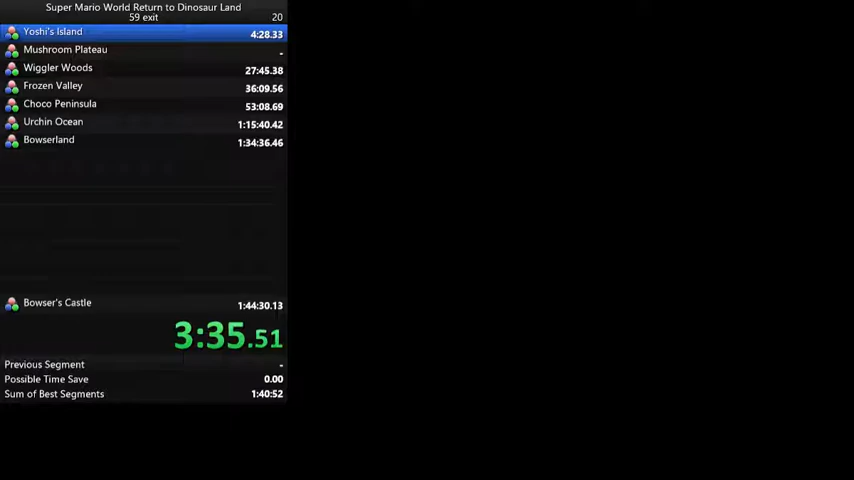 Super Mario World Return to Dinosaur Land
59 exit 20
Yoshi's Island 4:28.33
Mushroom Plateau -
Wiggler Woods 27:45.38
Frozen Valley 36:09.56
Choco Peninsula 53:08.69
Urchin Ocean 1:15:40.42
Bowserland 1:34:36.46
Bowser's Castle 1:44:30.13
3:35.51
Previous Segment -
Possible Time Save 0.00
Sum of Best Segments 1:40:52